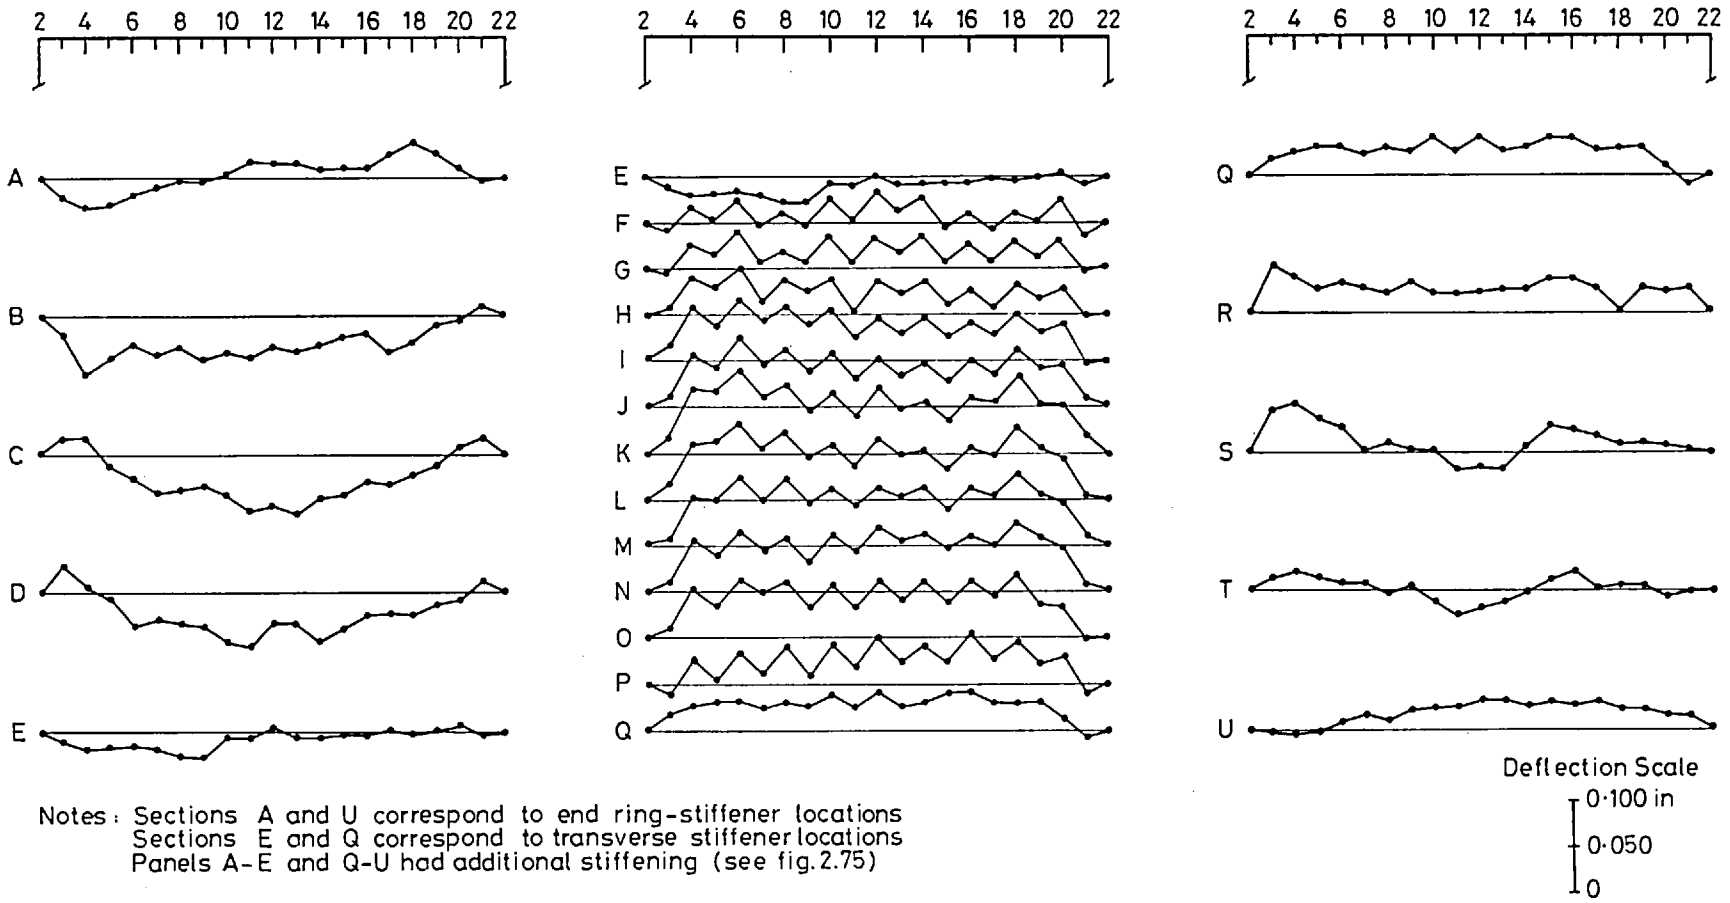 2 4 6 8 10 12 14 16 18 20 22
2 4 6 8 10 12 14 16 18 20 22
2 4 6 8 10 12 14 16 18 20 22
A
B
C
D
E
E
F
G
H
I
J
K
L
M
N
O
P
Q
Q
R
S
T
U
Deflection Scale
0·100 in
0·050
0
Notes: Sections A and U correspond to end ring-stiffener locations
Sections E and Q correspond to transverse stiffener locations
Panels A-E and Q-U had additional stiffening (see fig. 2.75)